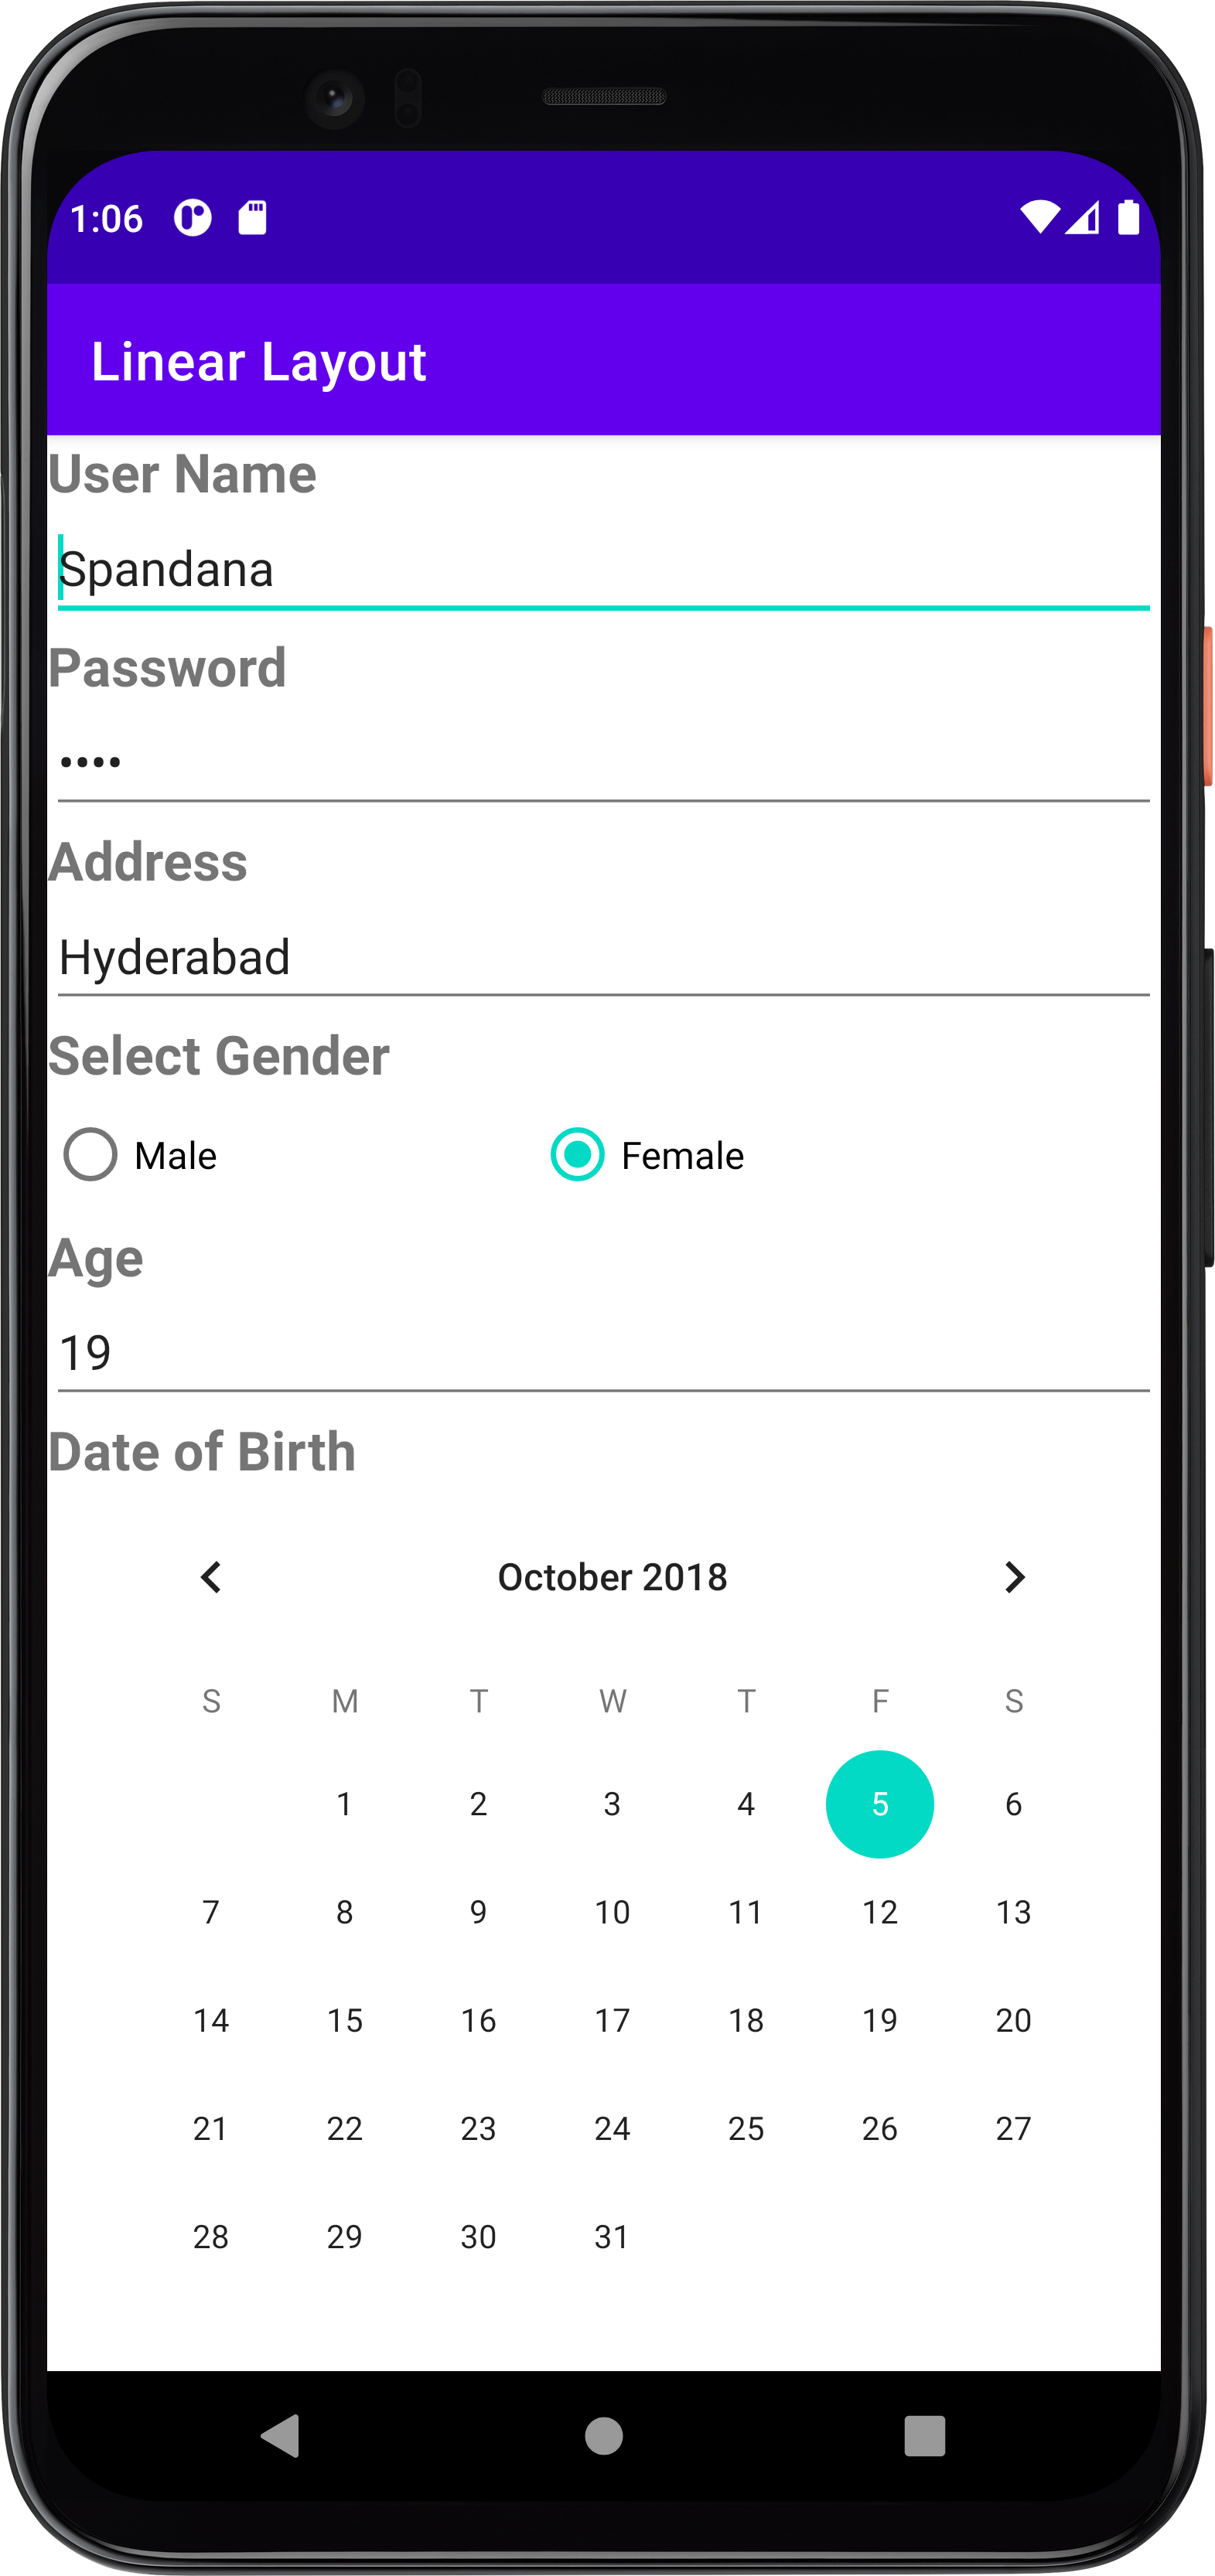 1:06
Linear Layout
User Name
Spandana
Password
••••
Address
Hyderabad
Select Gender
Male Female
Age
19
Date of Birth
October 2018
S M T W T F S
1 2 3 4 5 6
7 8 9 10 11 12 13
14 15 16 17 18 19 20
21 22 23 24 25 26 27
28 29 30 31